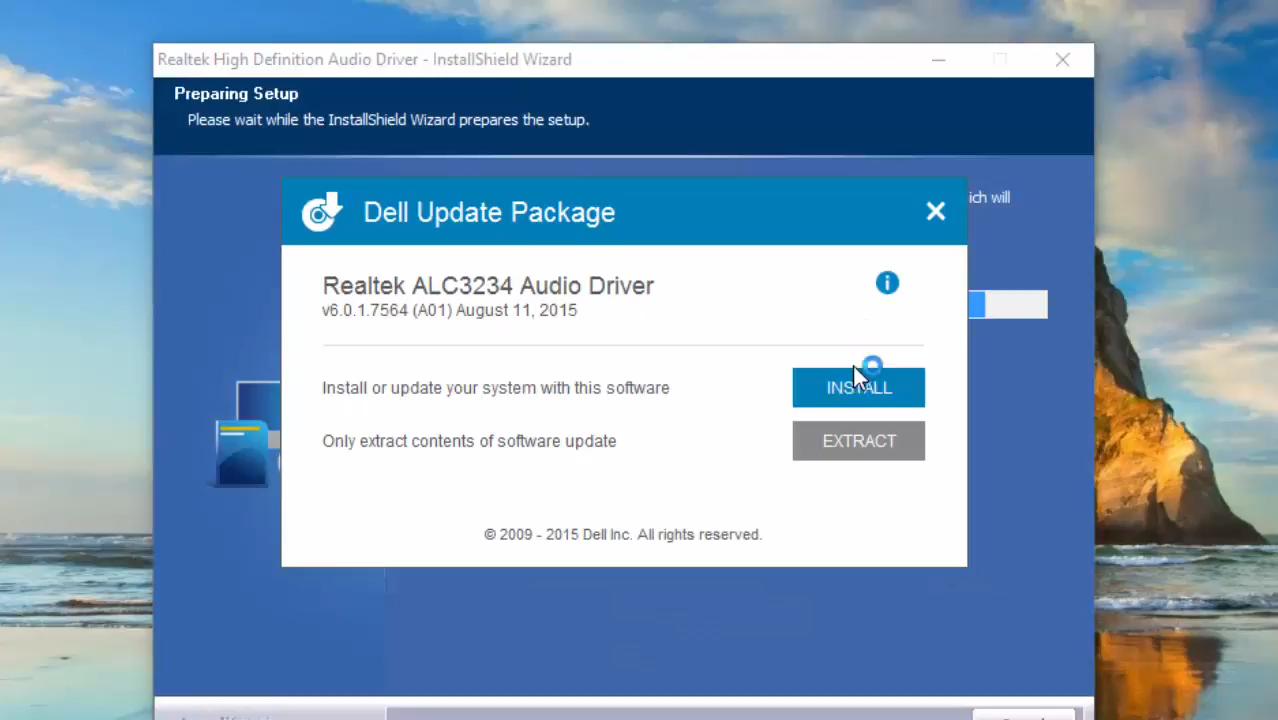 Realtek High Definition Audio Driver - InstallShield Wizard
Preparing Setup
Please wait while the InstallShield Wizard prepares the setup.
ich will
Dell Update Package
Realtek ALC3234 Audio Driver
v6.0.1.7564 (A01) August 11, 2015
Install or update your system with this software
INSTALL
Only extract contents of software update
EXTRACT
© 2009 - 2015 Dell Inc. All rights reserved.